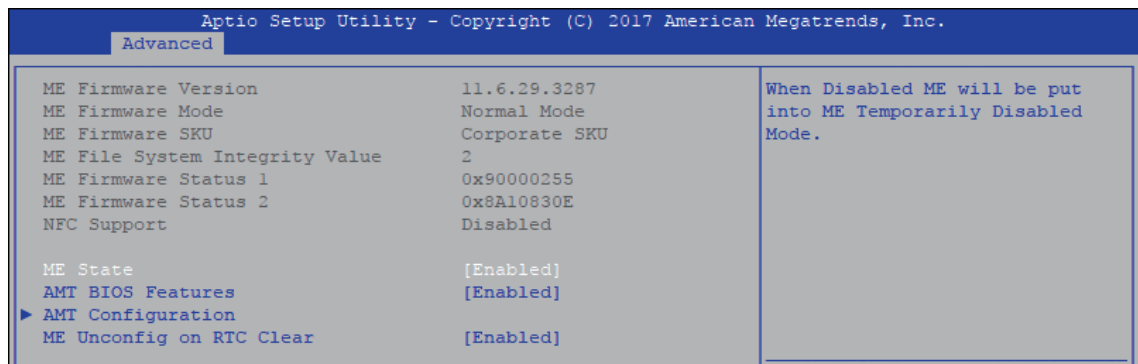 Aptio Setup Utility - Copyright (C) 2017 American Megatrends, Inc.
Advanced
ME Firmware Version 11.6.29.3287
ME Firmware Mode Normal Mode
ME Firmware SKU Corporate SKU
ME File System Integrity Value 2
ME Firmware Status 1 0x90000255
ME Firmware Status 2 0x8A10830E
NFC Support Disabled
ME State [Enabled]
AMT BIOS Features [Enabled]
► AMT Configuration
ME Unconfig on RTC Clear [Enabled]
When Disabled ME will be put
into ME Temporarily Disabled
Mode.